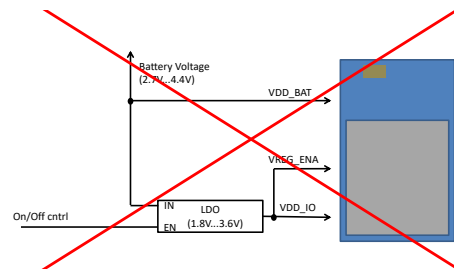 Battery Voltage
(2.7V...4.4V)
VDD_BAT
VREG_ENA
IN
LDO
VDD_IO
On/Off cntrl
EN
(1.8V...3.6V)